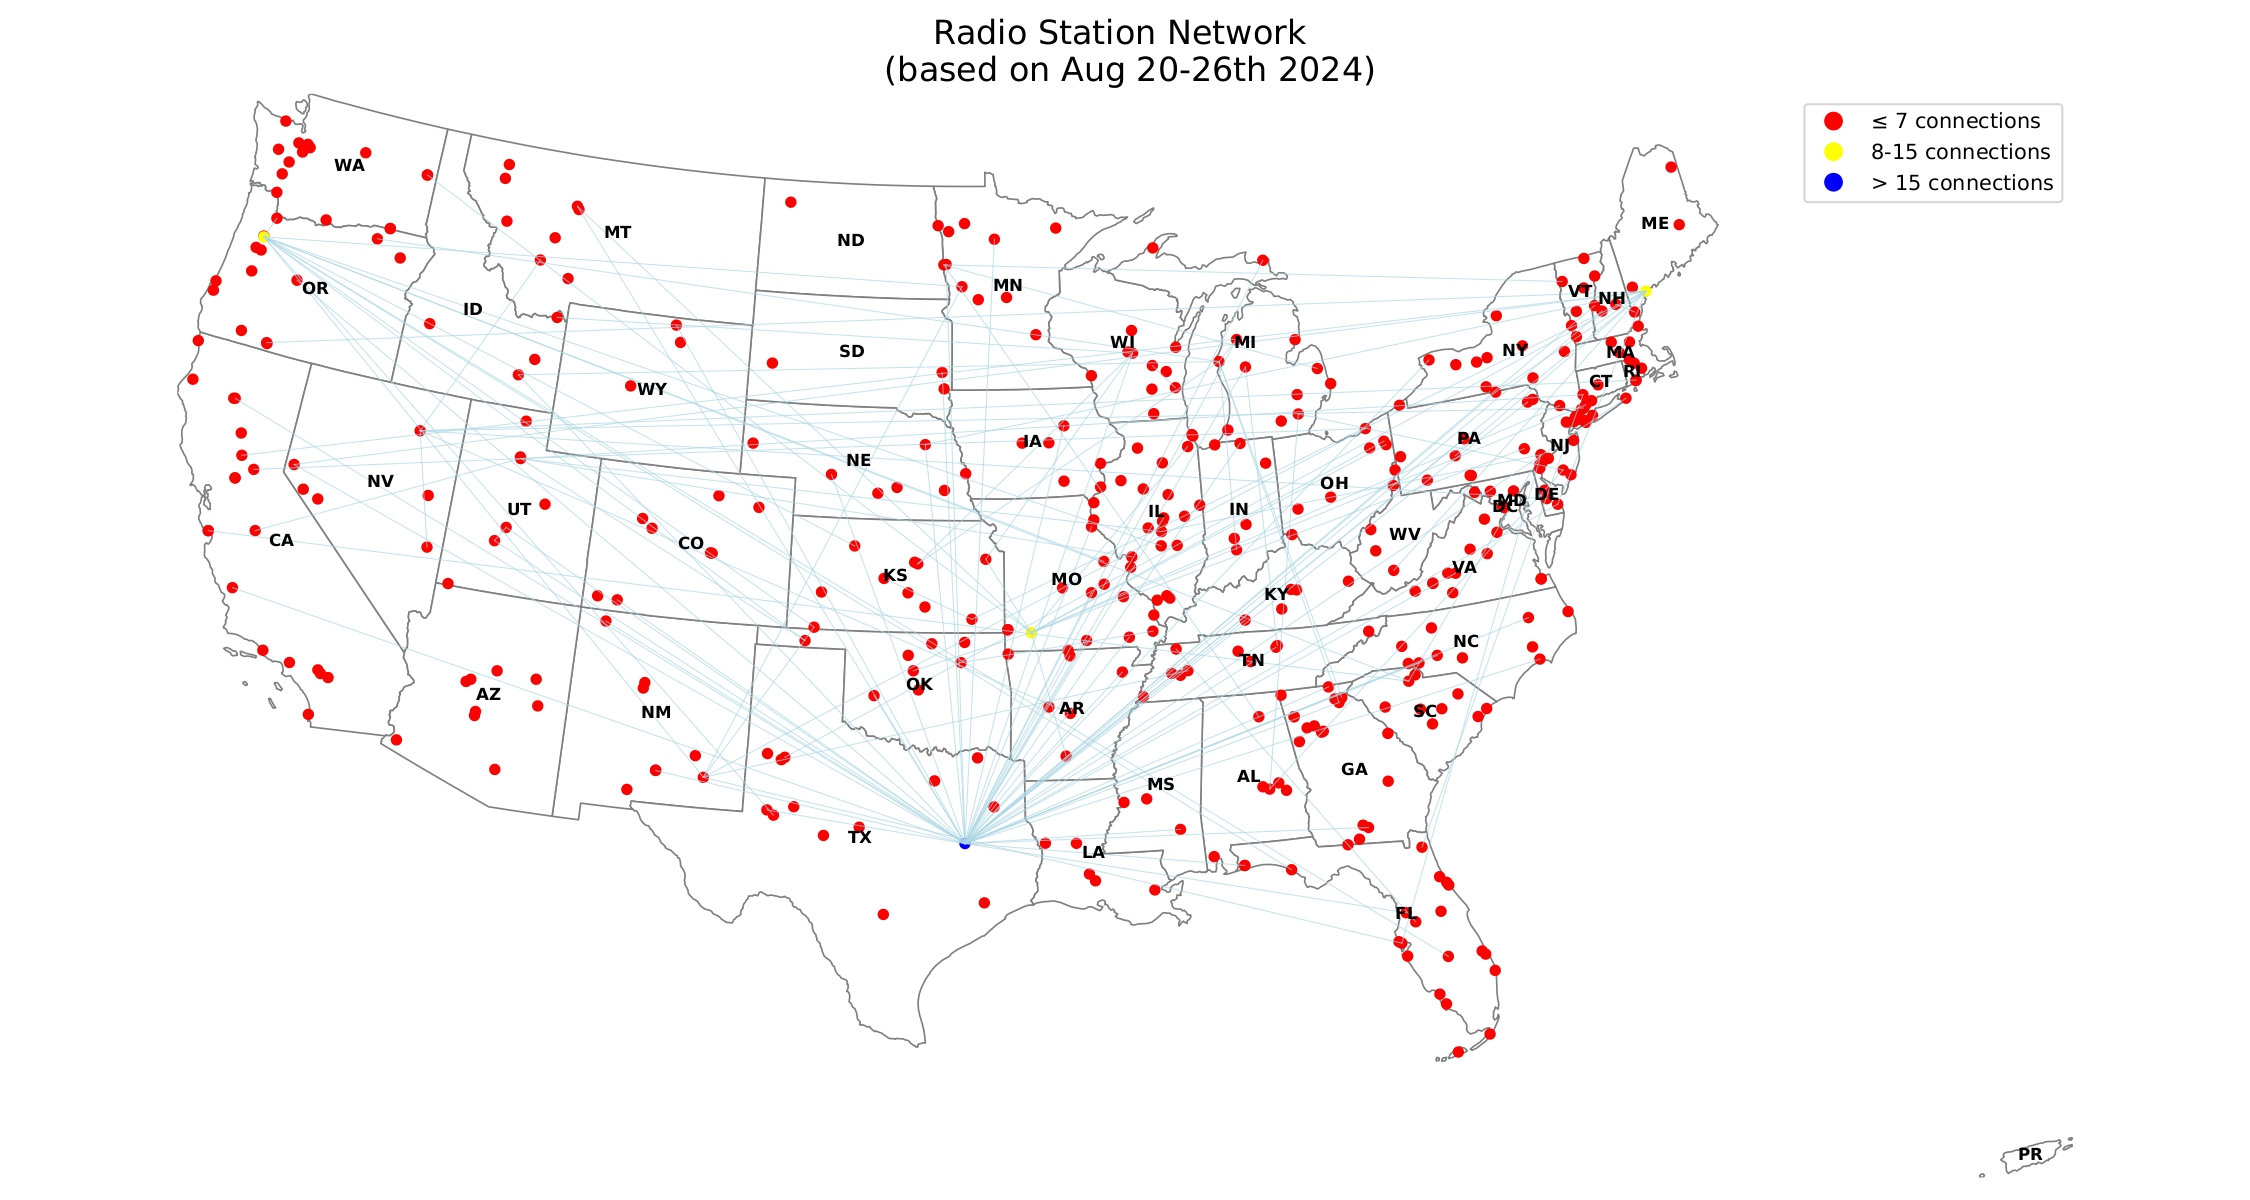 Radio Station Network
(based on Aug 20-26th 2024)
≤ 7 connections
8-15 connections
> 15 connections
WA
MT
ND
MN
ME
OR
ID
SD
WI
MI
NY
VT
NH
MA
RI
CT
WY
NE
IA
PA
NJ
NV
UT
CO
IL
IN
OH
MD
DE
DC
CA
KS
MO
WV
KY
VA
AZ
NM
OK
AR
TN
NC
SC
TX
LA
MS
AL
GA
FL
PR